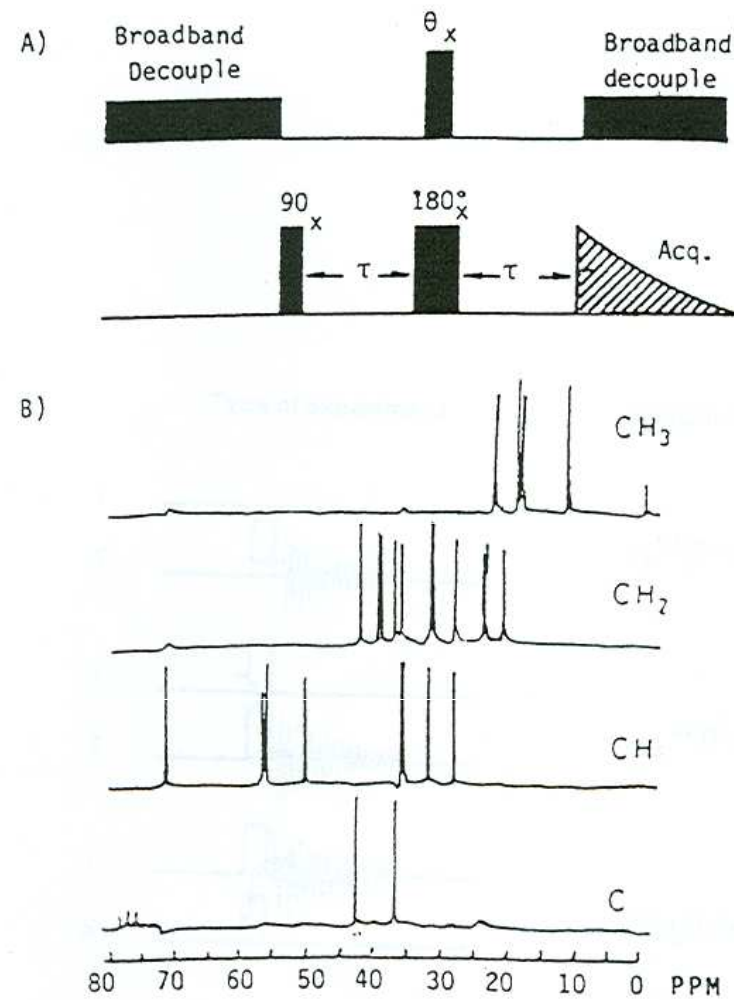 A)
Broadband
Decouple
θx
Broadband
decouple
90x
180°x
τ
τ
Acq.
B)
CH3
CH2
CH
C
80 70 60 50 40 30 20 10 0 PPM